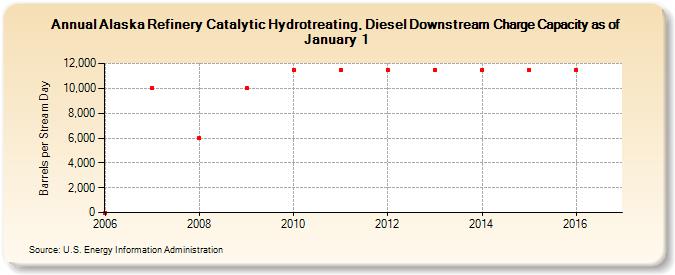 Annual Alaska Refinery Catalytic Hydrotreating, Diesel Downstream Charge Capacity as of
January 1
Barrels per Stream Day
12,000
10,000
8,000
6,000
4,000
2,000
0
2006 2008 2010 2012 2014 2016
Source: U.S. Energy Information Administration